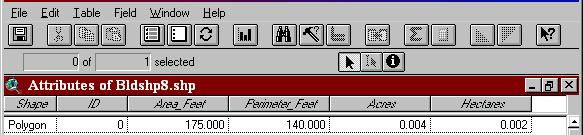 File Edit Table Field Window Help
0 of 1 selected
Attributes of Bldshp8.shp
Shape ID Area_Feet Perimeter_Feet Acres Hectares
Polygon 0 175.000 140.000 0.004 0.002